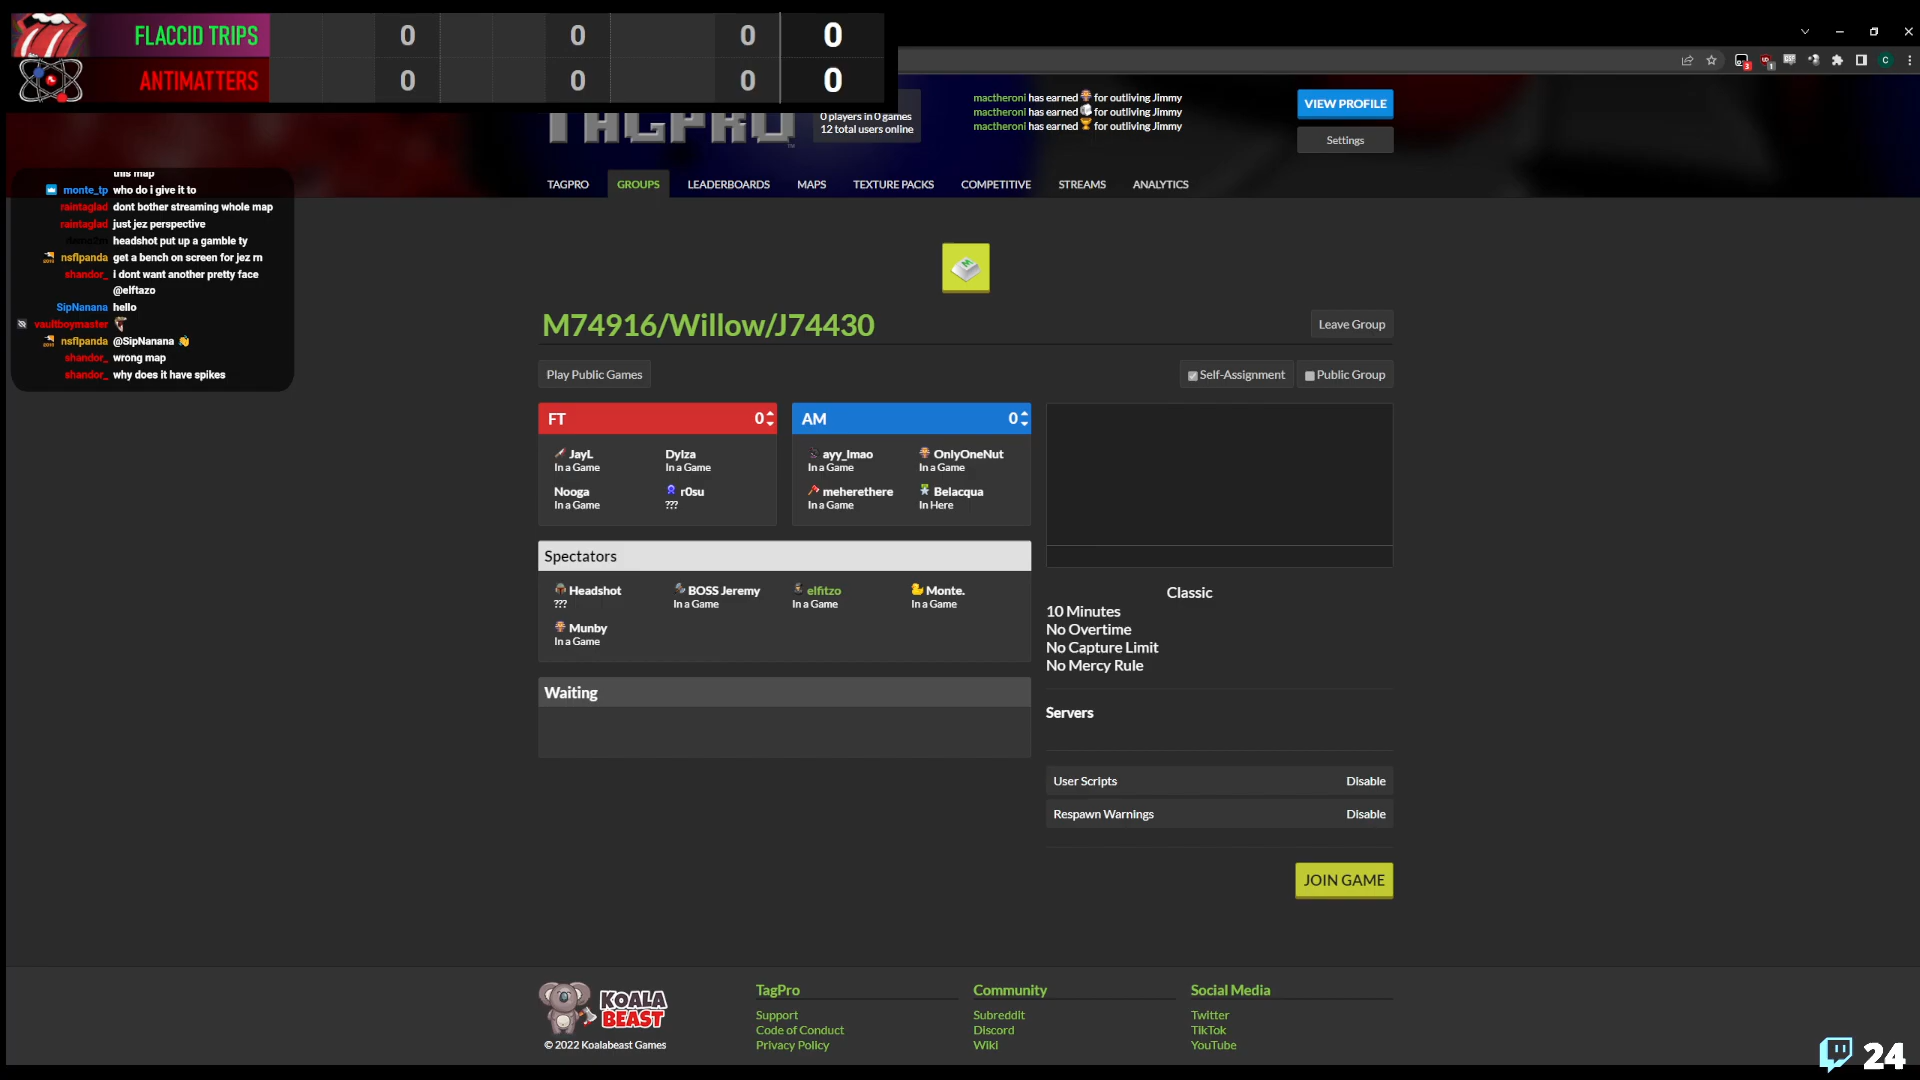 FLACCID TRIPS 0 0 0 0
ANTIMATTERS 0 0 0 0
TAGPRO
0 players in 0 games
12 total users online
mactheroni has earned for outliving Jimmy
mactheroni has earned for outliving Jimmy
mactheroni has earned for outliving Jimmy
VIEW PROFILE
Settings
TAGPRO GROUPS LEADERBOARDS MAPS TEXTURE PACKS COMPETITIVE STREAMS ANALYTICS
this map
monte_tp who do i give it to
raintaglad dont bother streaming whole map
raintaglad just jez perspective
headshot put up a gamble ty
nsflpanda get a bench on screen for jez rn
shandor_ i dont want another pretty face
@elftazo
SipNanana hello
vaultboymaster
nsflpanda @SipNanana
shandor_ wrong map
shandor_ why does it have spikes
M74916/Willow/J74430
Leave Group
Play Public Games
Self-Assignment
Public Group
FT 0
JayL
In a Game
Dylza
In a Game
Nooga
In a Game
r0su
???
AM 0
ayy_lmao
In a Game
OnlyOneNut
In a Game
meherethere
In a Game
Belacqua
In Here
Spectators
Headshot
???
BOSS Jeremy
In a Game
elfitzo
In a Game
Monte.
In a Game
Munby
In a Game
Waiting
Classic
10 Minutes
No Overtime
No Capture Limit
No Mercy Rule
Servers
User Scripts Disable
Respawn Warnings Disable
JOIN GAME
KOALA
BEAST
© 2022 Koalabeast Games
TagPro
Support
Code of Conduct
Privacy Policy
Community
Subreddit
Discord
Wiki
Social Media
Twitter
TikTok
YouTube
24